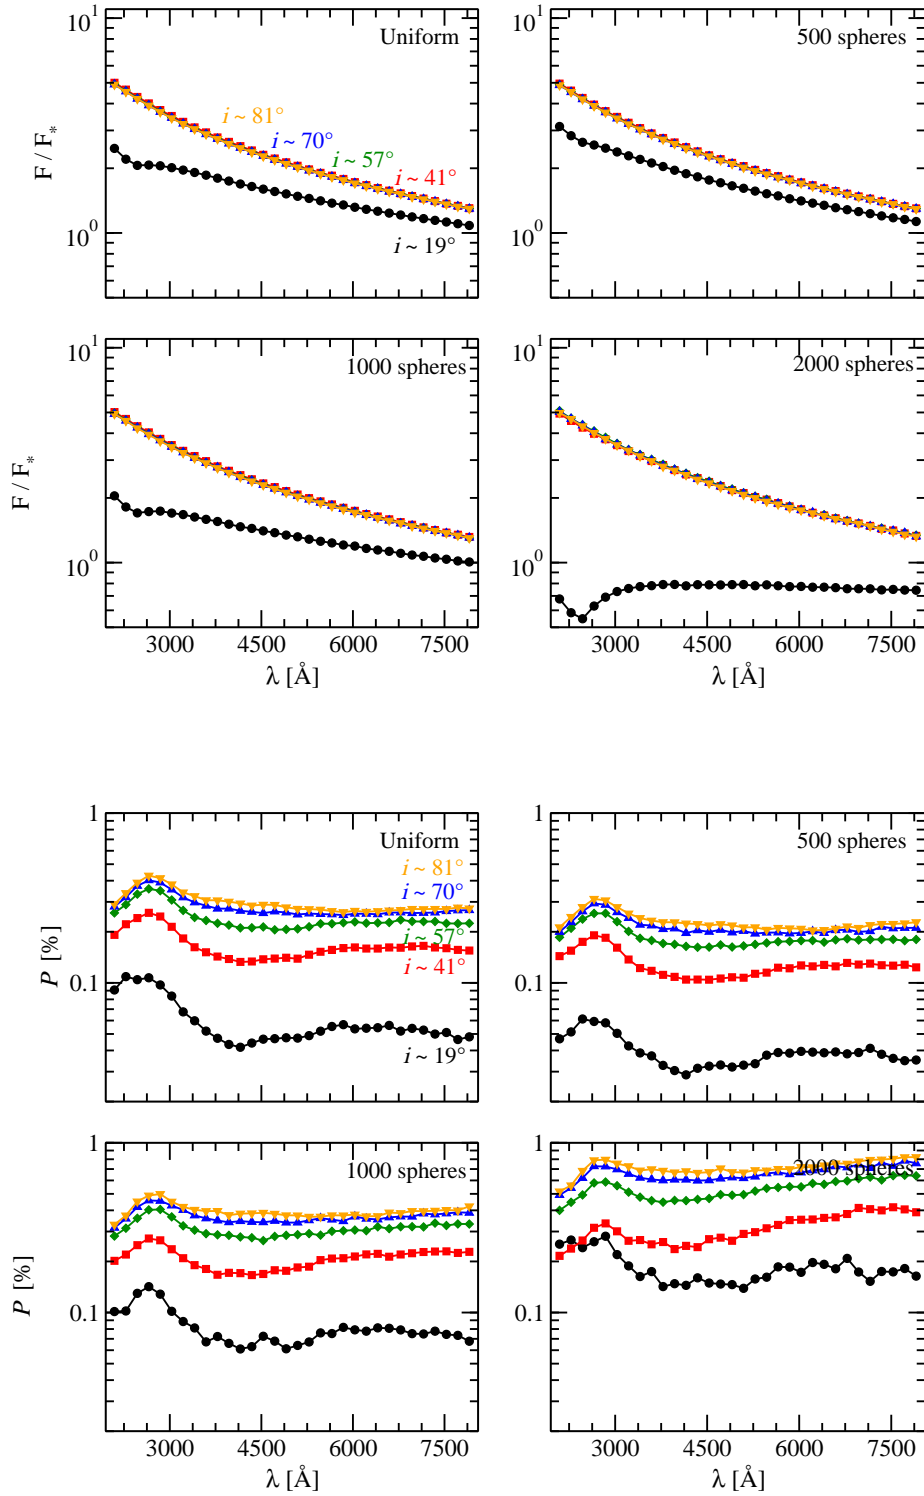 10^1
Uniform
500 spheres
F / F_*
i ~ 81°
i ~ 70°
i ~ 57°
i ~ 41°
10^0
i ~ 19°
10^0
10^1
1000 spheres
10^1
2000 spheres
F / F_*
10^0
10^0
3000 4500 6000 7500
3000 4500 6000 7500
λ [Å]
λ [Å]
1
Uniform
1
500 spheres
i ~ 81°
i ~ 70°
P [%]
i ~ 57°
i ~ 41°
0.1
0.1
i ~ 19°
1
1000 spheres
1
2000 spheres
P [%]
0.1
0.1
3000 4500 6000 7500
3000 4500 6000 7500
λ [Å]
λ [Å]